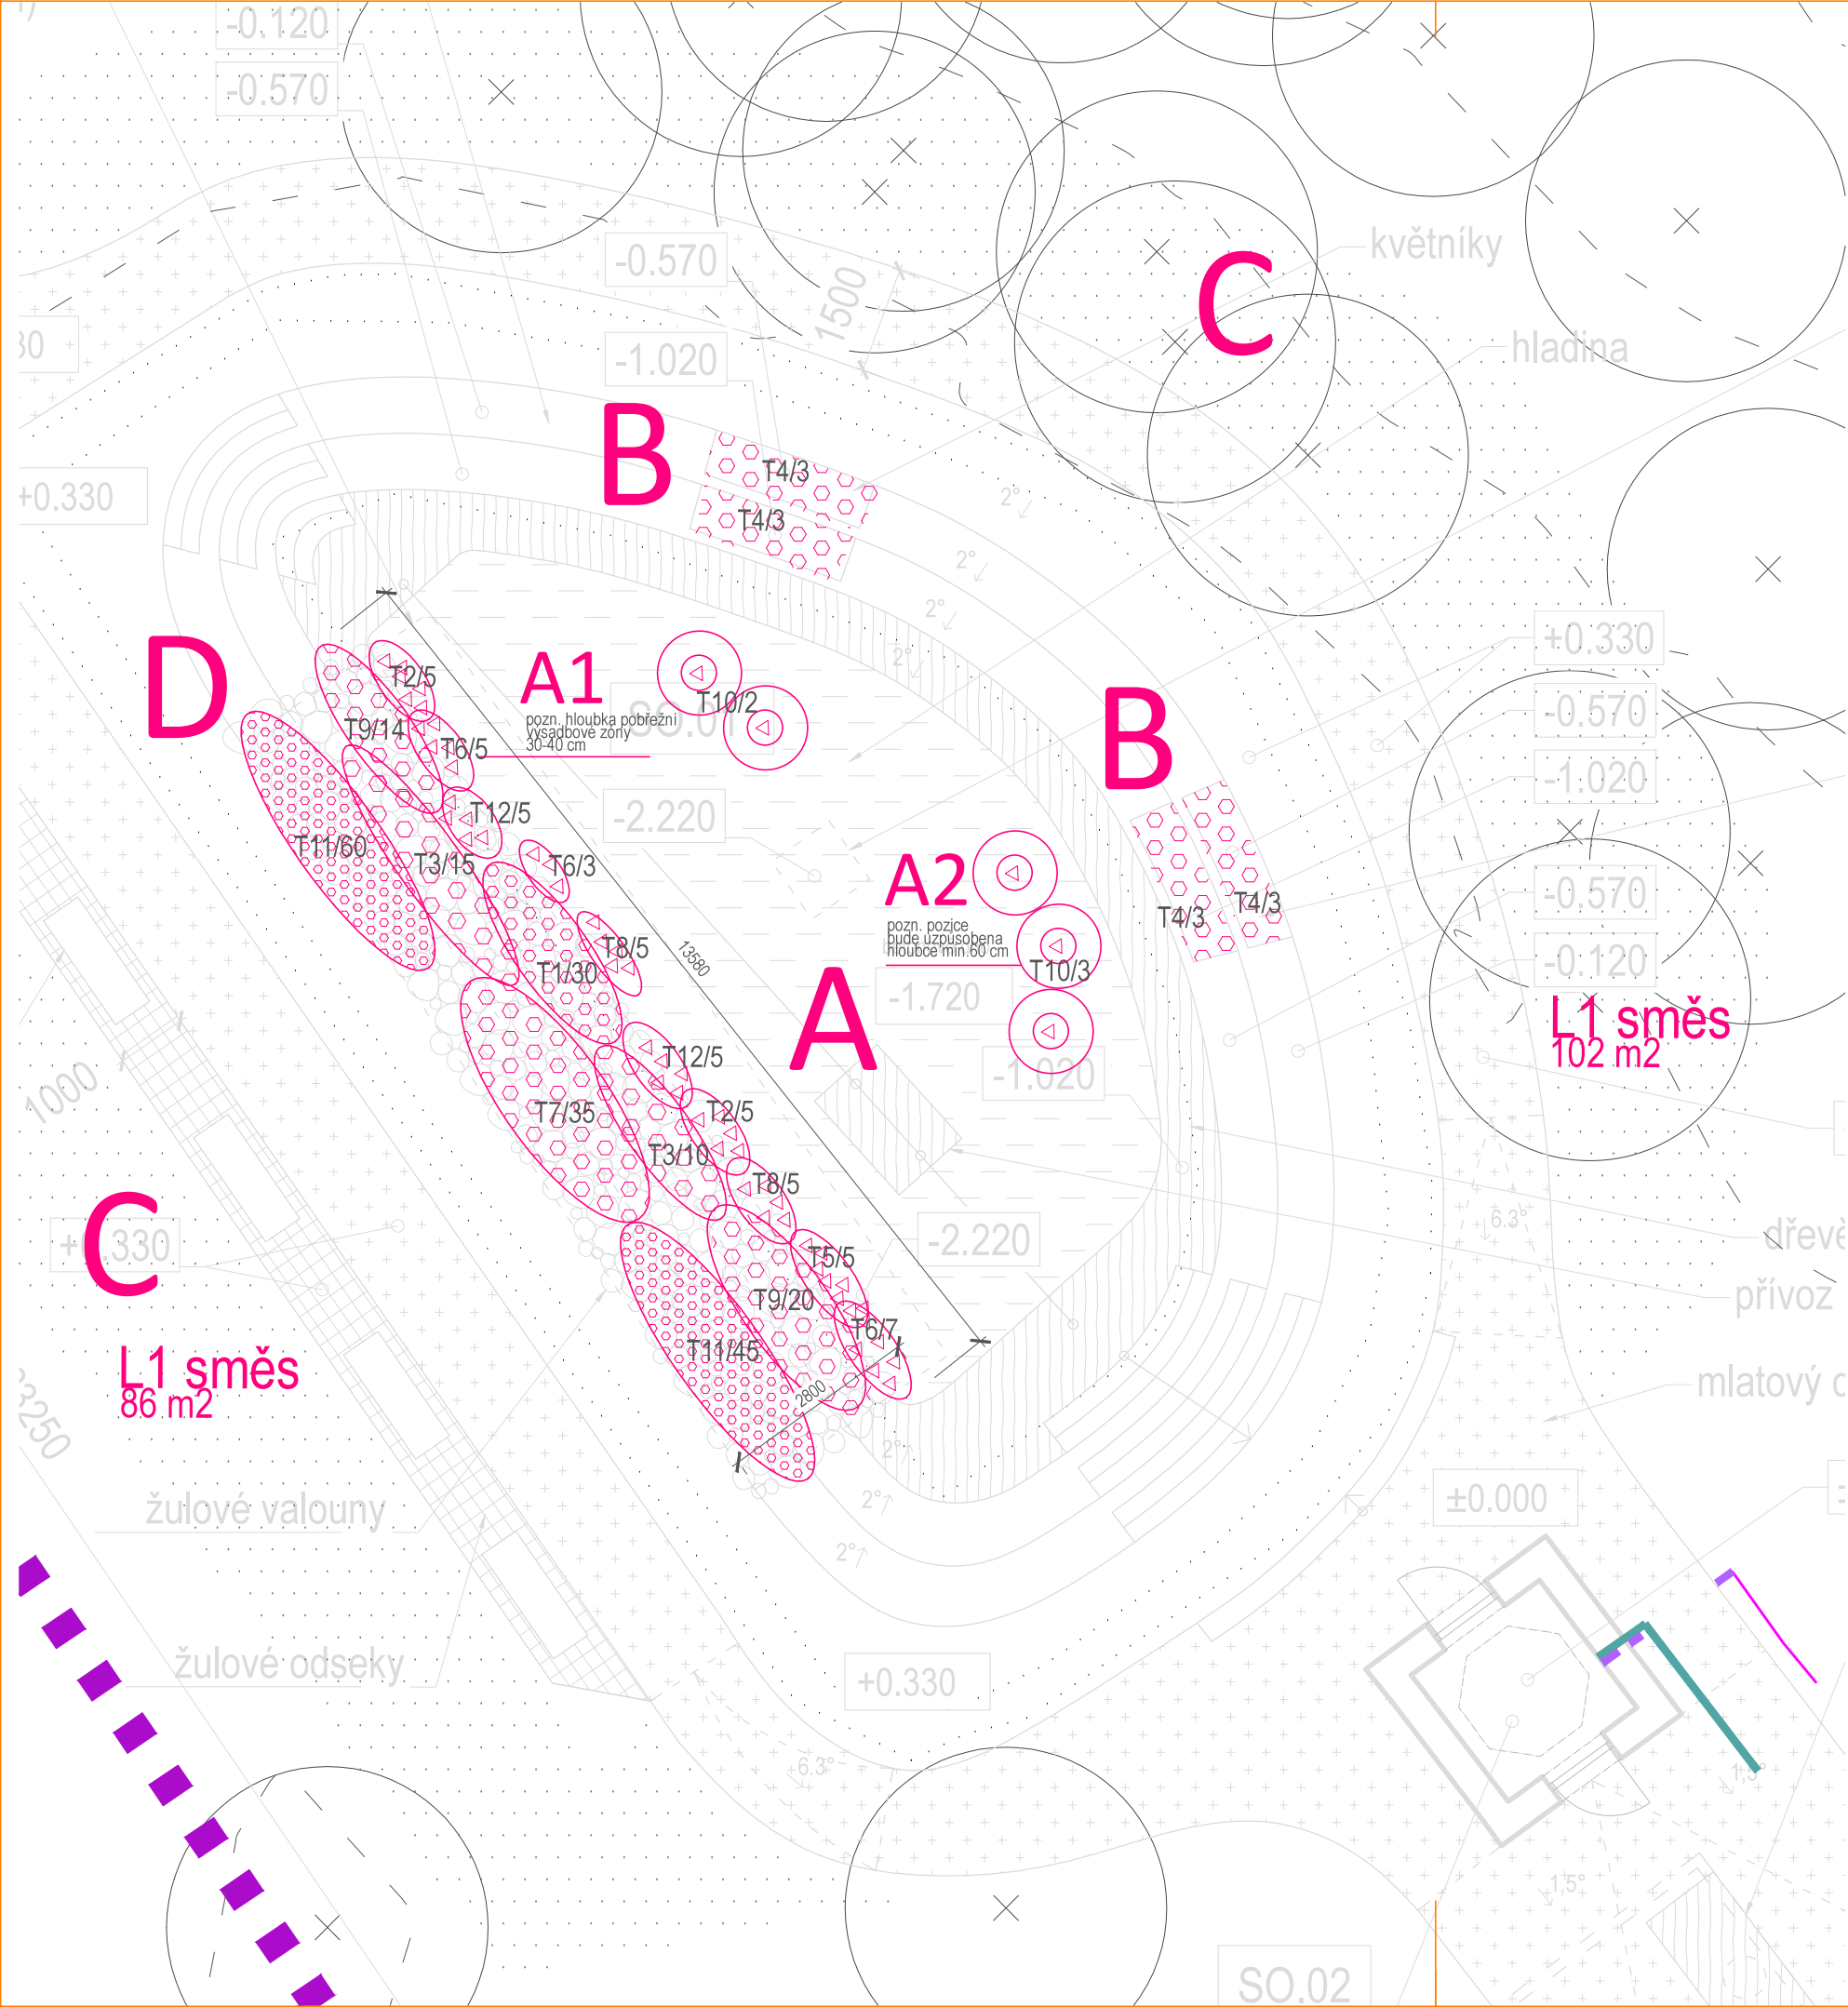 -0.120
-0.570
květníky
-0.570
1500
C
hladina
-1.020
B
T4/3
T4/3
+0.330
2°
2°
2°
2°
+0.330
D
A1
T2/5
T10/2
SO.01
pozn. hloubka pobřežní
výsadbové zóny
30-40 cm
T9/14
T6/5
B
-0.570
-1.020
-2.220
T12/5
T11/60
T3/15
T6/3
A2
-0.570
T4/3
T4/3
pozn. pozice
bude uzpůsobena
hloubce min.60 cm
T8/5
13580
T1/30
T10/3
-0.120
A
-1.720
L1 směs
102 m2
1000
T12/5
-1.020
T7/35
T2/5
T3/10
C
+0.330
T8/5
-2.220
6.3°
T5/5
přívoz
T9/20
T6/7
L1 směs
86 m2
T11/45
2800
mlatový
3250
2°
2°
2°
±0.000
žulové valouny
žulové odseky
+0.330
6.3°
1,5°
1,5°
SO.02